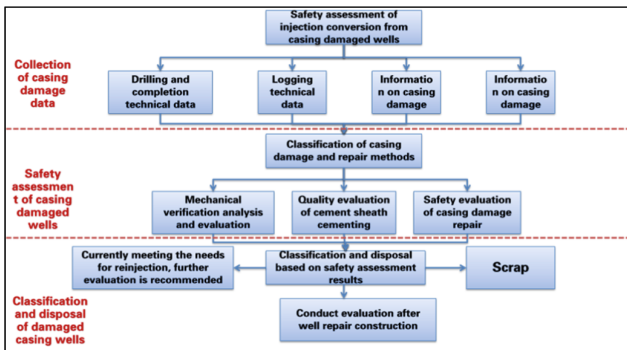 Safety assessment of
injection conversion from
casing damaged wells
Collection
of casing
damage
data
Drilling and
completion
technical data
Logging
technical
data
Informatio
n on casing
damage
Informatio
n on casing
damage
Classification of casing
damage and repair methods
Safety
assessmen
t of casing
damaged
wells
Mechanical
verification analysis
and evaluation
Quality evaluation
of cement sheath
cementing
Safety evaluation
of casing damage
repair
Currently meeting the needs
for reinjection, further
evaluation is recommended
Classification and disposal
based on safety assessment
results
Scrap
Classification
and disposal
of damaged
casing wells
Conduct evaluation after
well repair construction